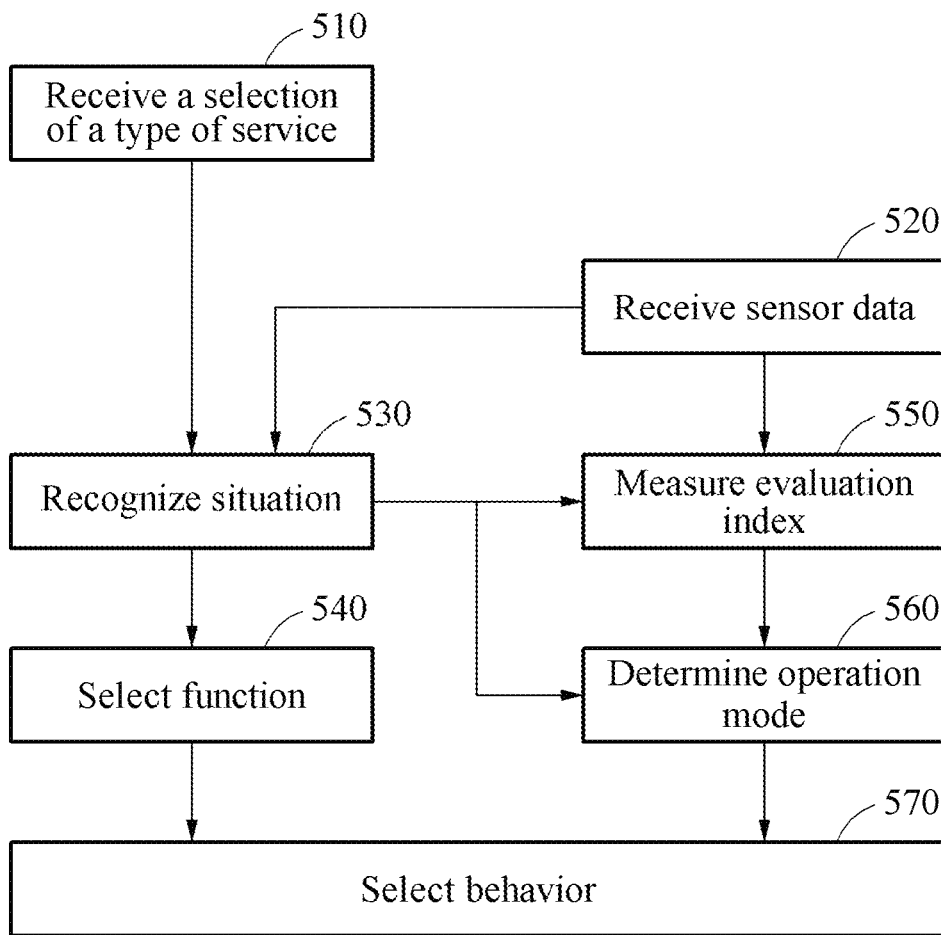 510
Receive a selection
of a type of service
520
Receive sensor data
530
Recognize situation
550
Measure evaluation
index
540
Select function
560
Determine operation
mode
570
Select behavior